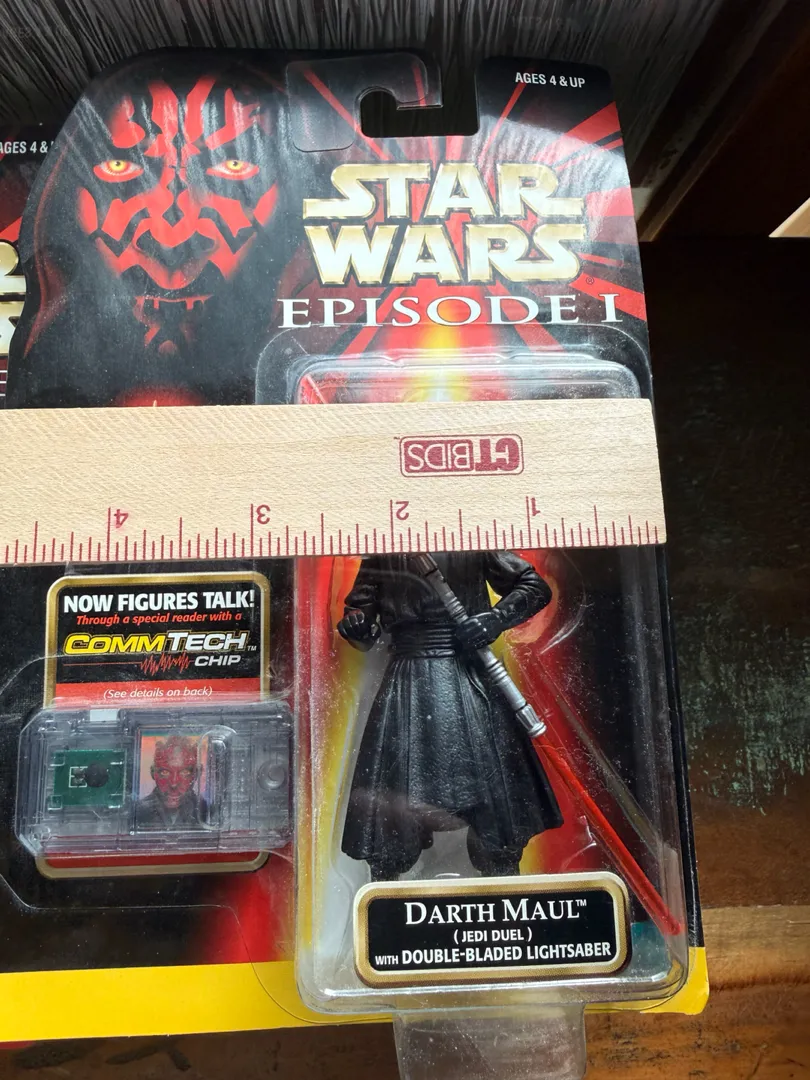 AGES 4 & UP
AGES 4 &
STAR
WARS
EPISODE I
CTBIDS
4 3 2 1
NOW FIGURES TALK!
Through a special reader with a
COMMTECH™
CHIP
(See details on back)
DARTH MAUL™
(JEDI DUEL)
WITH DOUBLE-BLADED LIGHTSABER